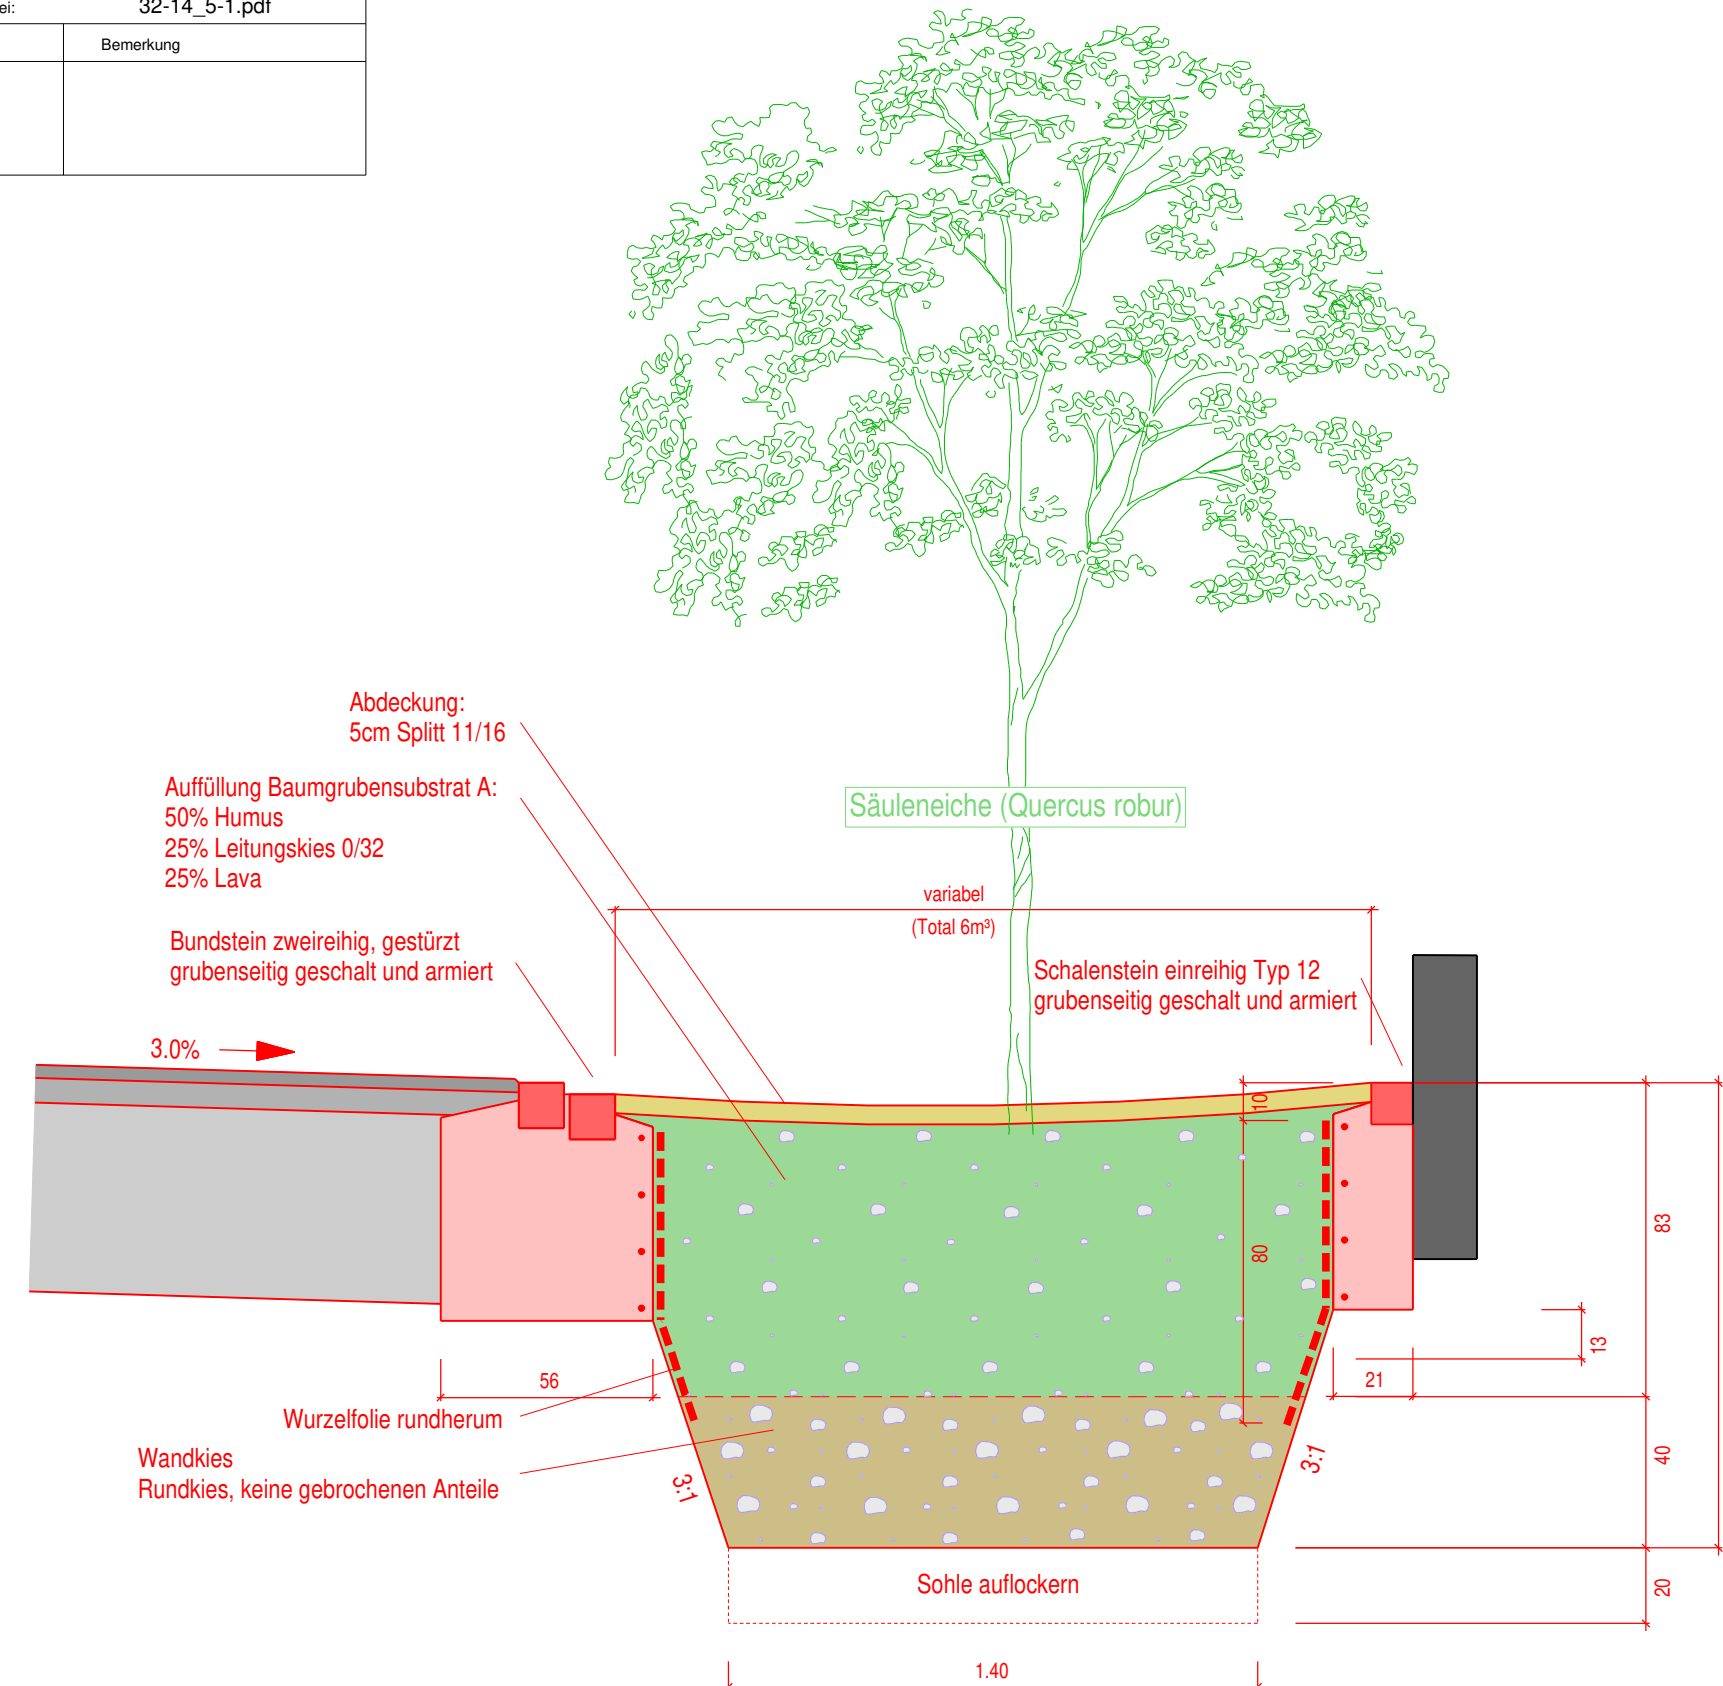 ei: 32-14_5-1.pdf
Bemerkung
Abdeckung:
5cm Splitt 11/16
Auffüllung Baumgrubensubstrat A:
50% Humus
25% Leitungskies 0/32
25% Lava
Säuleneiche (Quercus robur)
variabel
(Total 6m³)
Bundstein zweireihig, gestürzt
grubenseitig geschalt und armiert
Schalenstein einreihig Typ 12
grubenseitig geschalt und armiert
3.0%
10
83
80
13
56
21
Wurzelfolie rundherum
Wandkies
Rundkies, keine gebrochenen Anteile
3:1
3:1
40
Sohle auflockern
20
1.40